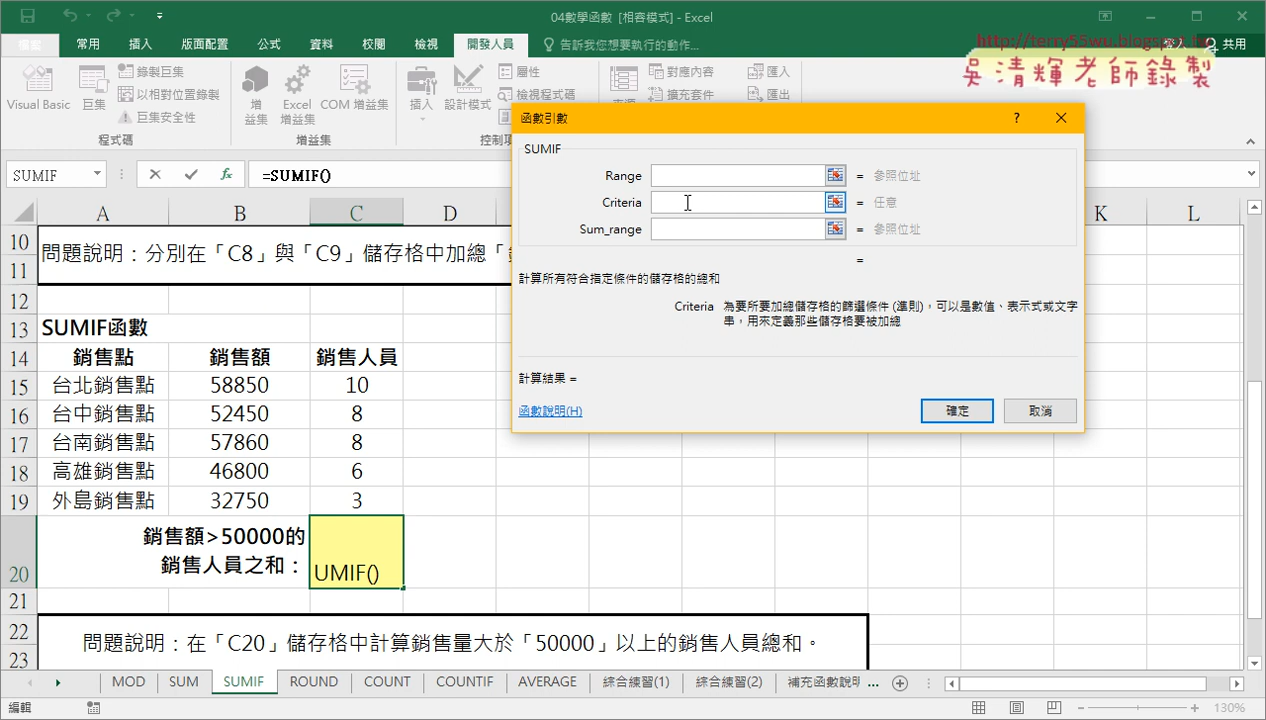 04數學函數 [相容模式] - Excel
http://terry55wu.blogspot.tw
吳清輝老師錄製
檔案 常用 插入 版面配置 公式 資料 校閱 檢視 開發人員 告訴我您想要執行的動作... 登入 共用
Visual Basic
巨集
錄製巨集
以相對位置錄製
巨集安全性
程式碼
增益集
Excel 增益集
COM 增益集
增益集
插入
設計模式
屬性
檢視程式碼
控制項
對應內容
擴充套件
匯入
匯出
SUMIF
=SUMIF()
函數引數
SUMIF
Range = 參照位址
Criteria = 任意
Sum_range = 參照位址
=
計算所有符合指定條件的儲存格的總和
Criteria 為要所要加總儲存格的篩選條件 (準則)，可以是數值、表示式或文字
串，用來定義那些儲存格要被加總
計算結果 =
函數說明(H)
確定 取消
A B C D K L
10
問題說明：分別在「C8」與「C9」儲存格中加總「
11
12
13 SUMIF函數
14 銷售點 銷售額 銷售人員
15 台北銷售點 58850 10
16 台中銷售點 52450 8
17 台南銷售點 57860 8
18 高雄銷售點 46800 6
19 外島銷售點 32750 3
銷售額>50000的
銷售人員之和：
20 UMIF()
21
22 問題說明：在「C20」儲存格中計算銷售量大於「50000」以上的銷售人員總和。
23
MOD SUM SUMIF ROUND COUNT COUNTIF AVERAGE 綜合練習(1) 綜合練習(2) 補充函數說明 ...
編輯
130%